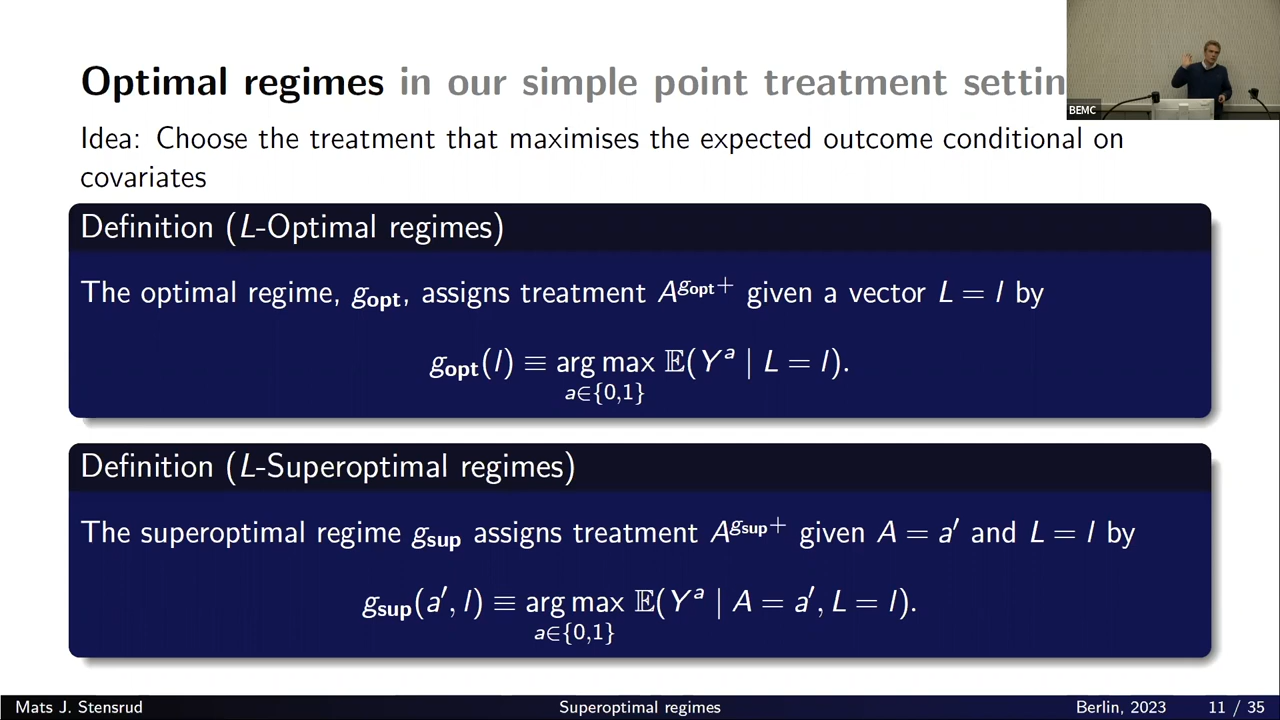 Optimal regimes in our simple point treatment settin
BEMC
Idea: Choose the treatment that maximises the expected outcome conditional on
covariates
Definition (L-Optimal regimes)
The optimal regime, g_opt, assigns treatment A^{g_opt+} given a vector L = l by
g_opt(l) ≡ arg max_{a∈{0,1}} 𝔼(Y^a | L = l).
Definition (L-Superoptimal regimes)
The superoptimal regime g_sup assigns treatment A^{g_sup+} given A = a′ and L = l by
g_sup(a′, l) ≡ arg max_{a∈{0,1}} 𝔼(Y^a | A = a′, L = l).
Mats J. Stensrud Superoptimal regimes Berlin, 2023 11 / 35